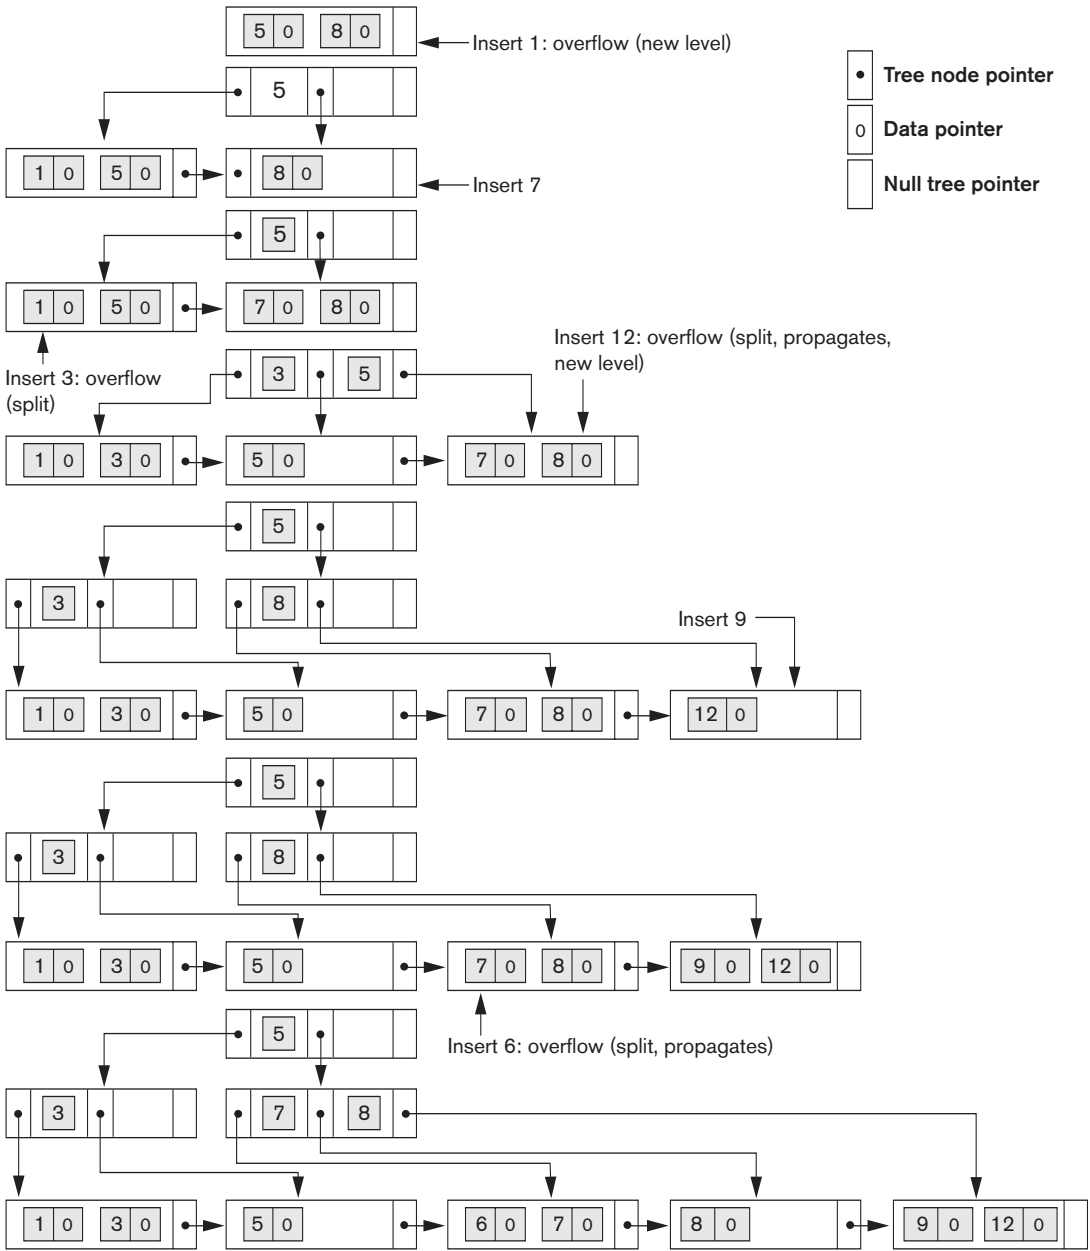 5 0 8 0
Insert 1: overflow (new level)
Tree node pointer
5
0 Data pointer
1 0 5 0
8 0
Insert 7
Null tree pointer
5
1 0 5 0
7 0 8 0
Insert 3: overflow
(split)
Insert 12: overflow (split, propagates,
new level)
3 5
1 0 3 0
5 0
7 0 8 0
5
3
8
Insert 9
1 0 3 0
5 0
7 0 8 0
12 0
5
3
8
1 0 3 0
5 0
7 0 8 0
9 0 12 0
Insert 6: overflow (split, propagates)
5
3
7 8
1 0 3 0
5 0
6 0 7 0
8 0
9 0 12 0